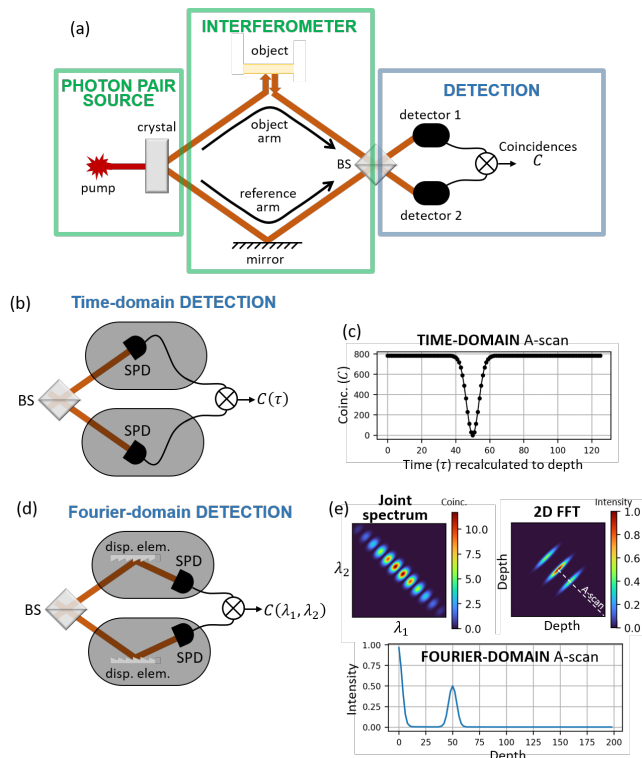 (a)
INTERFEROMETER
object
PHOTON PAIR
SOURCE
DETECTION
crystal
detector 1
object
arm
BS
Coincidences
C
pump
reference
arm
detector 2
mirror
(b)
Time-domain DETECTION
SPD
BS
C(τ)
SPD
(c)
TIME-DOMAIN A-scan
Coinc. (C)
800
600
400
200
0
0 20 40 60 80 100 120
Time (τ) recalculated to depth
(d)
Fourier-domain DETECTION
disp. elem.
SPD
BS
C(λ1, λ2)
SPD
disp. elem.
(e)
Joint
spectrum
Coinc.
10.0
7.5
5.0
2.5
0.0
λ2
λ1
2D FFT
Intensity
1.0
0.8
0.6
0.4
0.2
0.0
Depth
A-scan
Depth
FOURIER-DOMAIN A-scan
Intensity
1.00
0.75
0.50
0.25
0.00
0 25 50 75 100 125 150 175 200
Depth